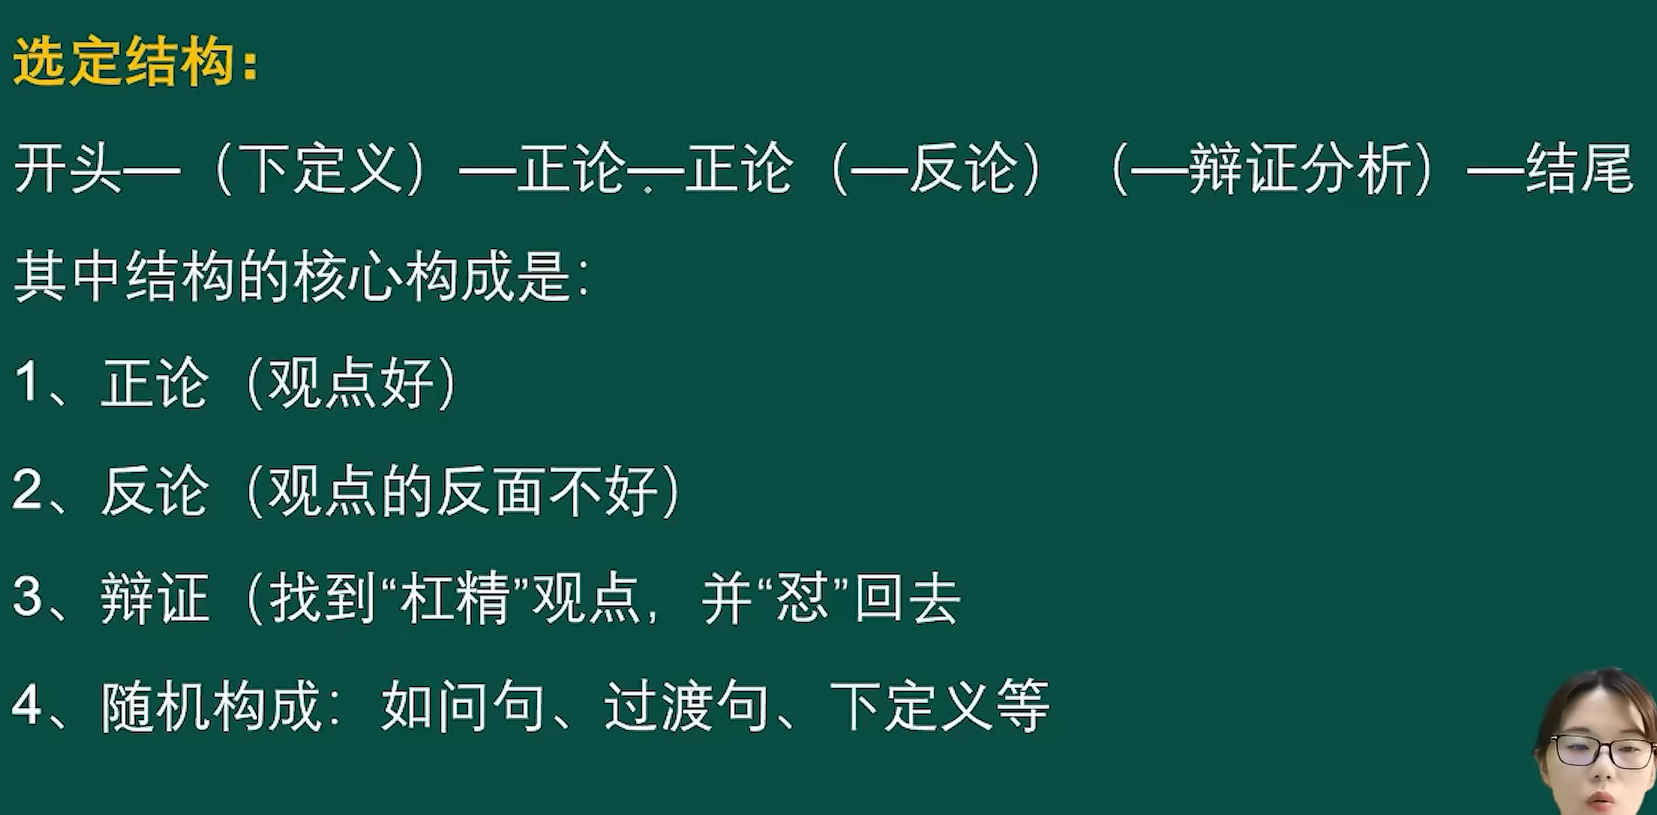 选定结构：
开头—（下定义）—正论—正论（—反论）（—辩证分析）—结尾
其中结构的核心构成是：
1、正论（观点好）
2、反论（观点的反面不好）
3、辩证（找到“杠精”观点，并“怼”回去
4、随机构成：如问句、过渡句、下定义等